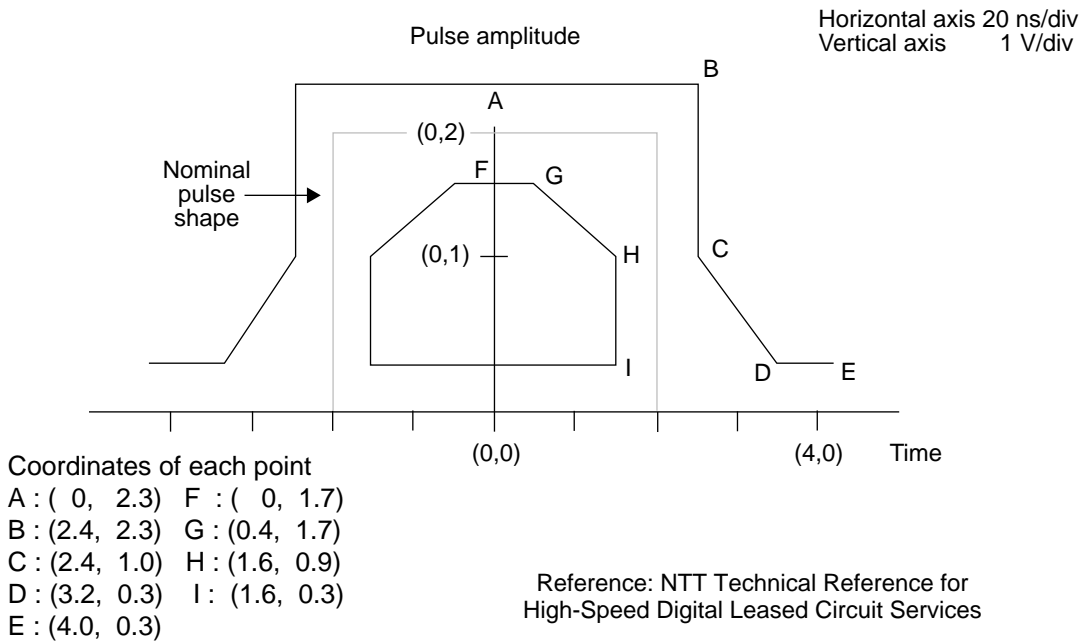 Horizontal axis 20 ns/div
Vertical axis 1 V/div
Pulse amplitude
B
A
(0,2)
Nominal
pulse
shape
F
G
(0,1)
H
C
I
D
E
(0,0)
(4,0)
Time
Coordinates of each point
A : ( 0, 2.3) F : ( 0, 1.7)
B : (2.4, 2.3) G : (0.4, 1.7)
C : (2.4, 1.0) H : (1.6, 0.9)
D : (3.2, 0.3) I : (1.6, 0.3)
E : (4.0, 0.3)
Reference: NTT Technical Reference for
High-Speed Digital Leased Circuit Services